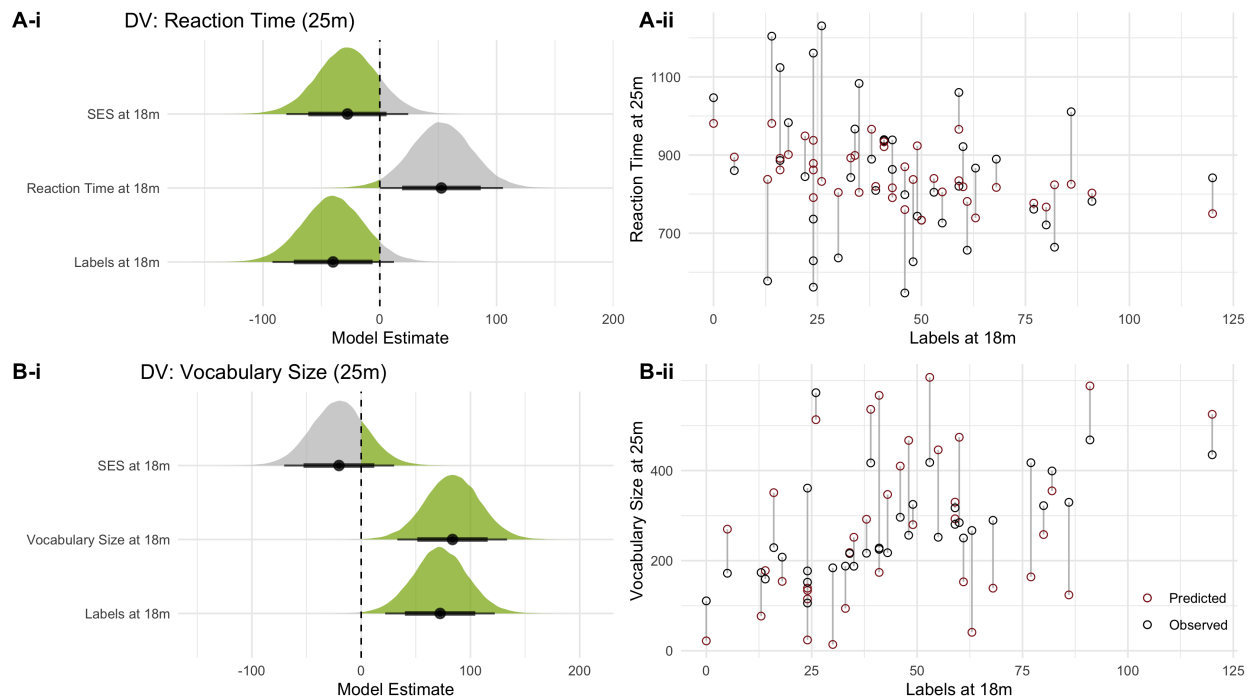 A-i DV: Reaction Time (25m)
-100 0 100 200
SES at 18m
Reaction Time at 18m
Labels at 18m
-100 0 100 200
Model Estimate
A-ii
Reaction Time at 25m
1100
900
700
0 25 50 75 100 125
Labels at 18m
B-i DV: Vocabulary Size (25m)
SES at 18m
Vocabulary Size at 18m
Labels at 18m
-100 0 100 200
Model Estimate
B-ii
Vocabulary Size at 25m
400
200
0
Predicted
Observed
0 25 50 75 100 125
Labels at 18m